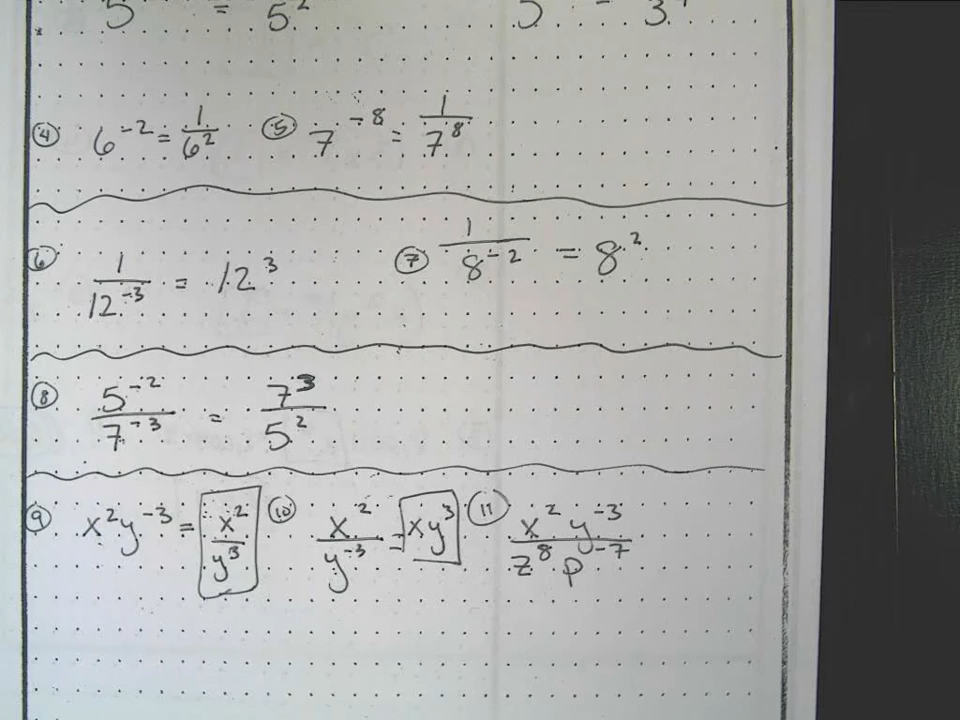 5 = 5² 5 = 3⁴
④ 6⁻² = 1/6² ⑤ 7⁻⁸ = 1/7⁸
⑥ 1/12⁻³ = 12³ ⑦ 1/8⁻² = 8²
⑧ 5⁻²/7⁻³ = 7³/5²
⑨ x²y⁻³ = x²/y³ ⑩ x²/y⁻³ = xy³ ⑪ x²y⁻³/z⁸p⁻⁷